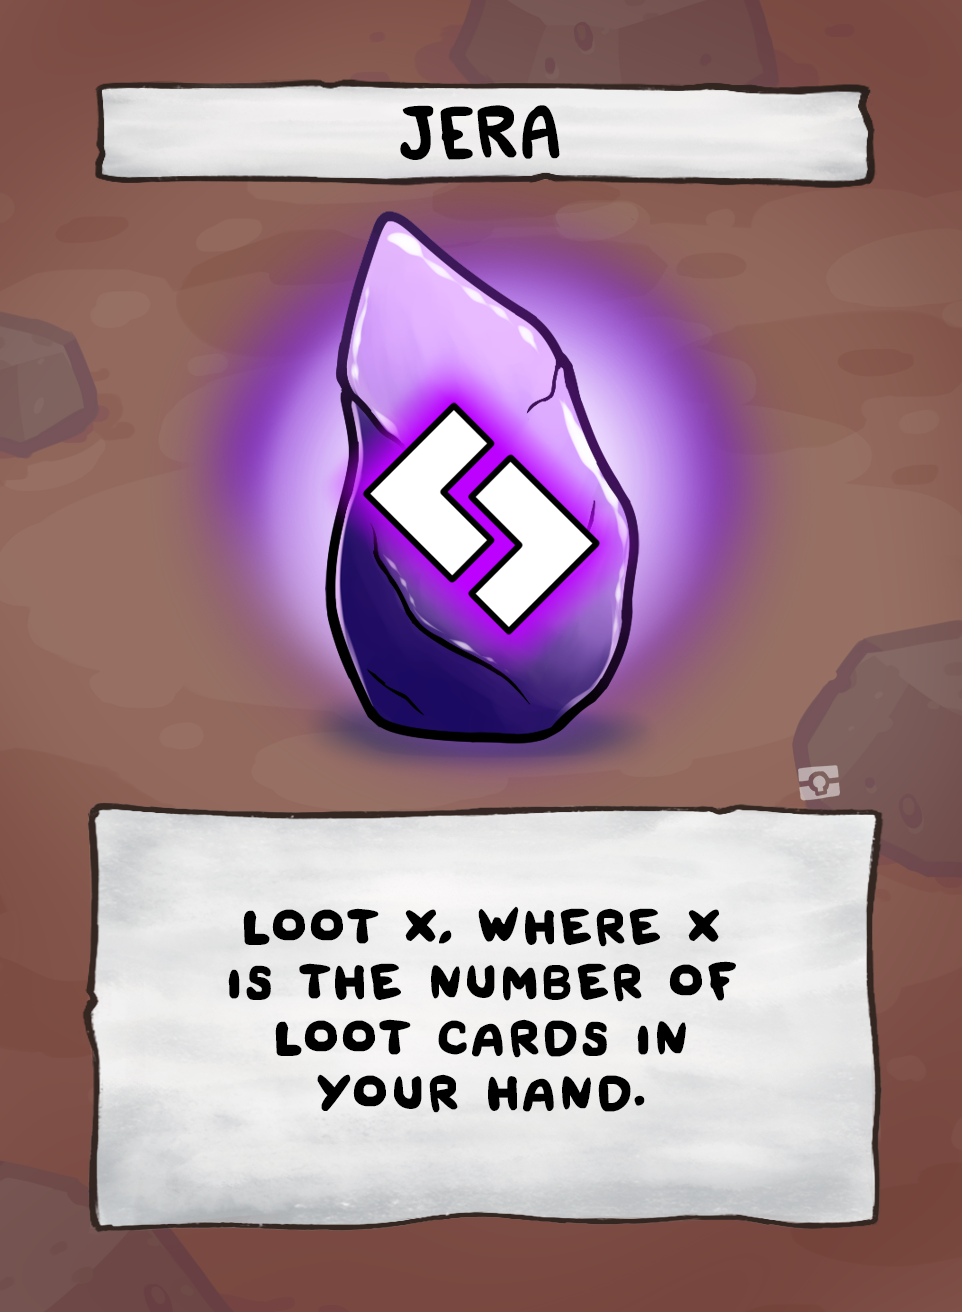 JERA
LOOT X, WHERE X
IS THE NUMBER OF
LOOT CARDS IN
YOUR HAND.